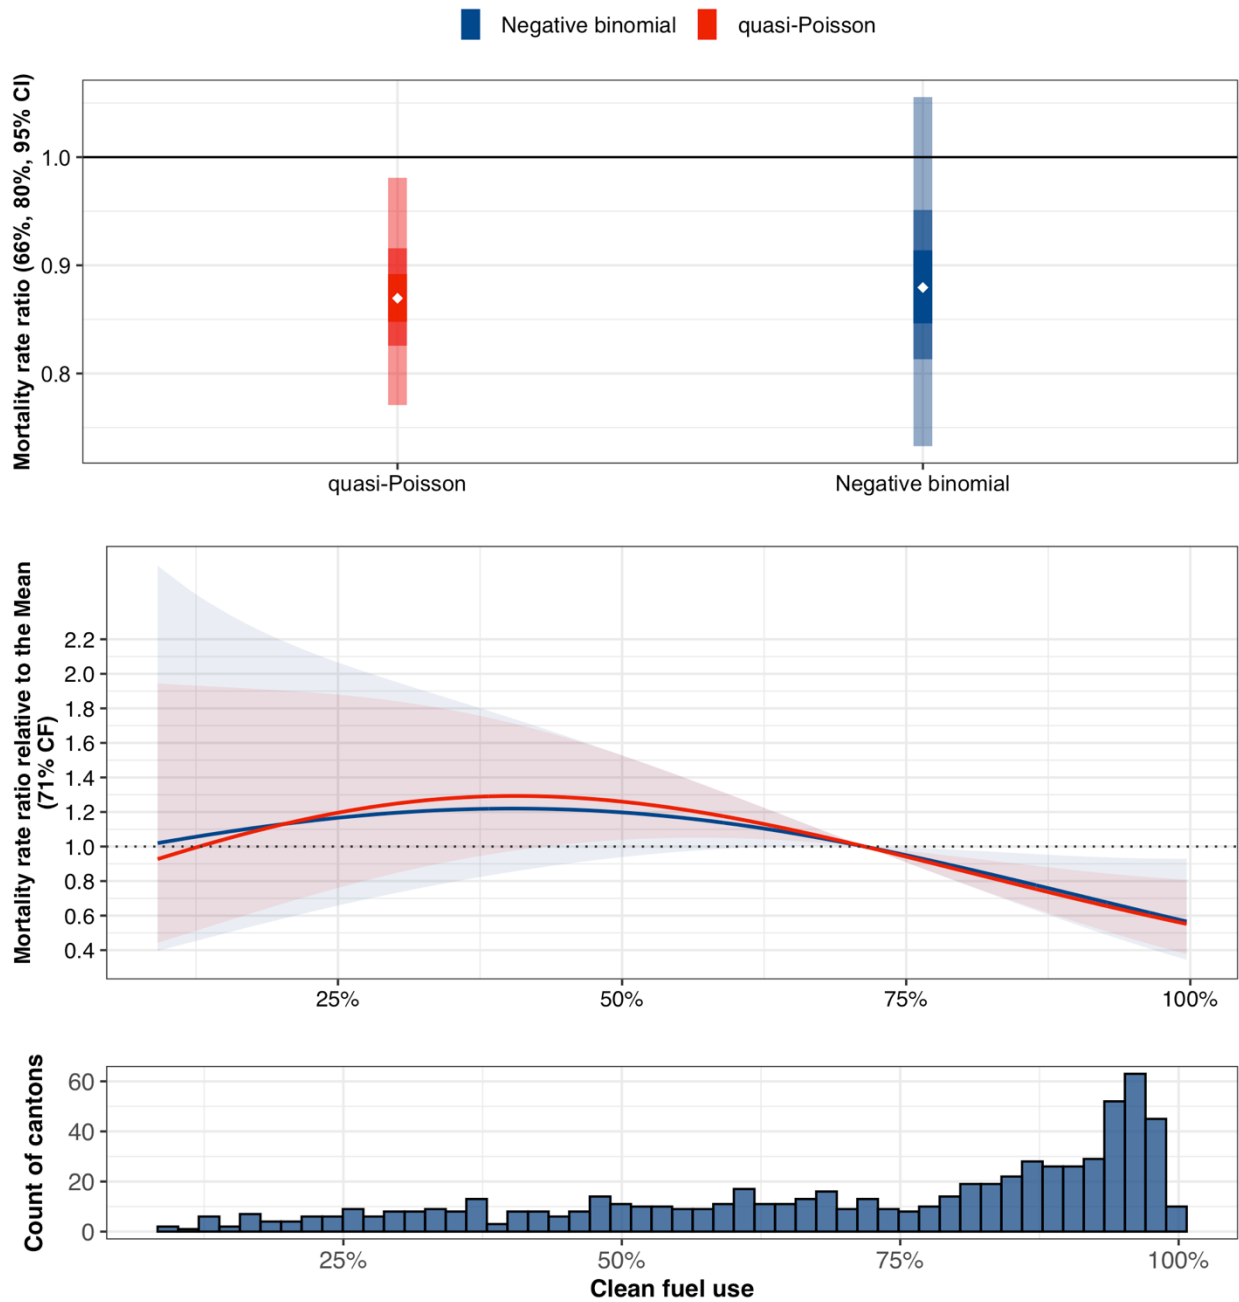 Negative binomial quasi-Poisson
Mortality rate ratio (66%, 80%, 95% CI)
1.0
0.9
0.8
quasi-Poisson Negative binomial
Mortality rate ratio relative to the Mean
(71% CF)
2.2
2.0
1.8
1.6
1.4
1.2
1.0
0.8
0.6
0.4
25% 50% 75% 100%
Count of cantons
60
40
20
0
25% 50% 75% 100%
Clean fuel use